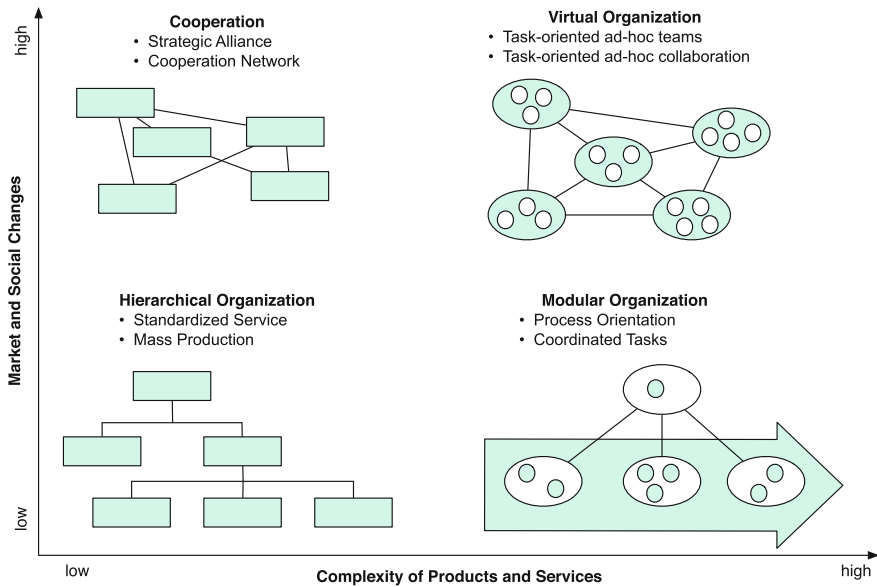 high
Cooperation
• Strategic Alliance
• Cooperation Network
Virtual Organization
• Task-oriented ad-hoc teams
• Task-oriented ad-hoc collaboration
Market and Social Changes
Hierarchical Organization
• Standardized Service
• Mass Production
Modular Organization
• Process Orientation
• Coordinated Tasks
low
low
Complexity of Products and Services
high